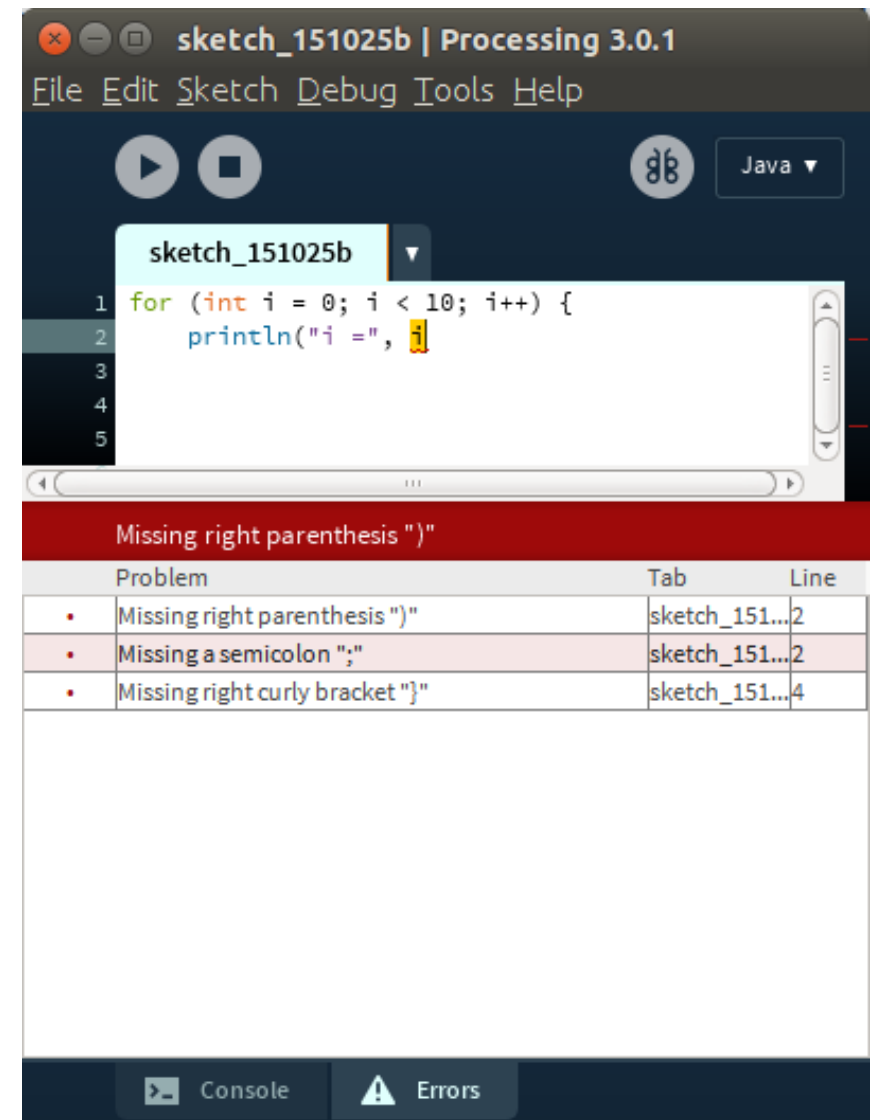 sketch_151025b | Processing 3.0.1
File Edit Sketch Debug Tools Help
Java ▼
sketch_151025b ▼
1 for (int i = 0; i < 10; i++) {
2     println("i =", i
3
4
5
Missing right parenthesis ")"
Problem Tab Line
• Missing right parenthesis ")" sketch_151...2
• Missing a semicolon ";" sketch_151...2
• Missing right curly bracket "}" sketch_151...4
>_ Console Errors